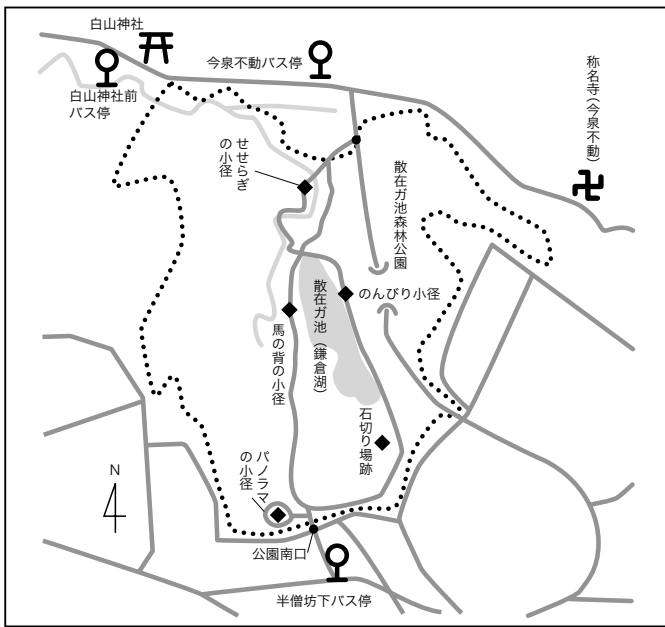 白山神社
今泉不動バス停
白山神社前
バス停
称名寺（今泉不動）
せせらぎ
の小径
散在ガ池森林公園
のんびり小径
散在ガ池（鎌倉湖）
馬の背の小径
石切り場跡
パノラマ
の小径
N
公園南口
半僧坊下バス停